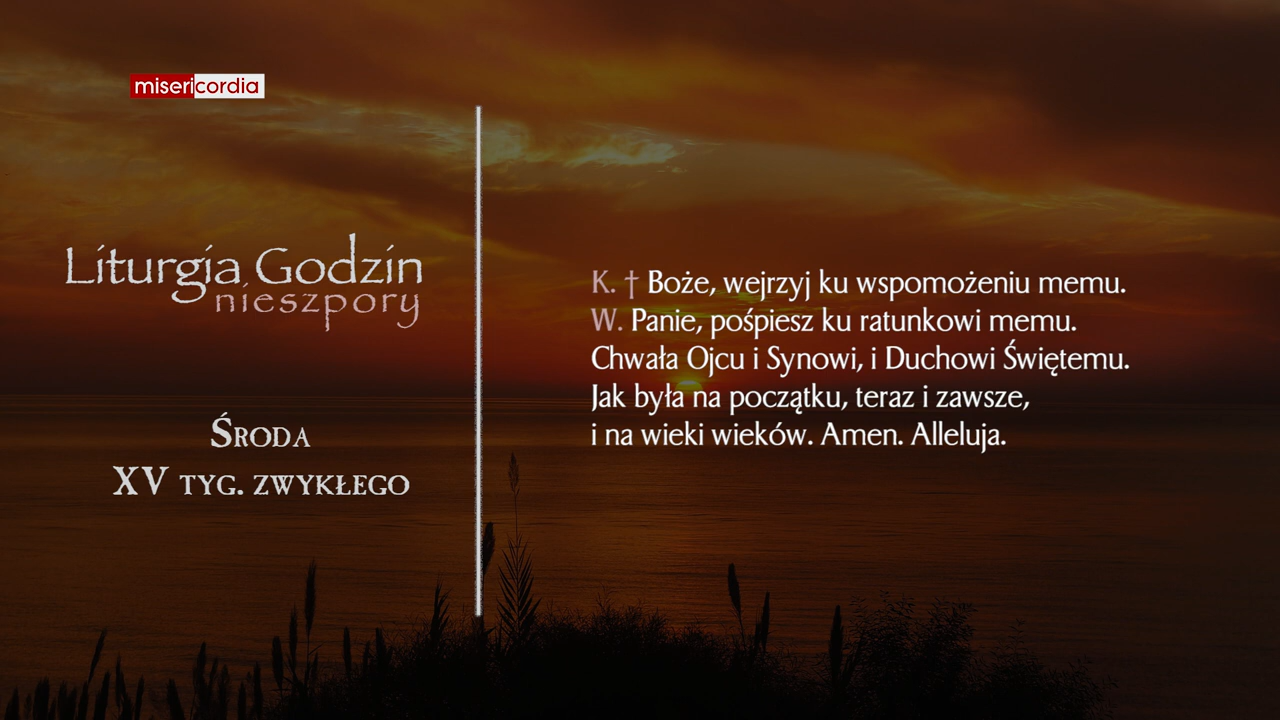 misericordia
Liturgia Godzin
nieszpory
Środa
XV tyg. zwykłego
K. † Boże, wejrzyj ku wspomożeniu memu.
W. Panie, pośpiesz ku ratunkowi memu.
Chwała Ojcu i Synowi, i Duchowi Świętemu.
Jak była na początku, teraz i zawsze,
i na wieki wieków. Amen. Alleluja.